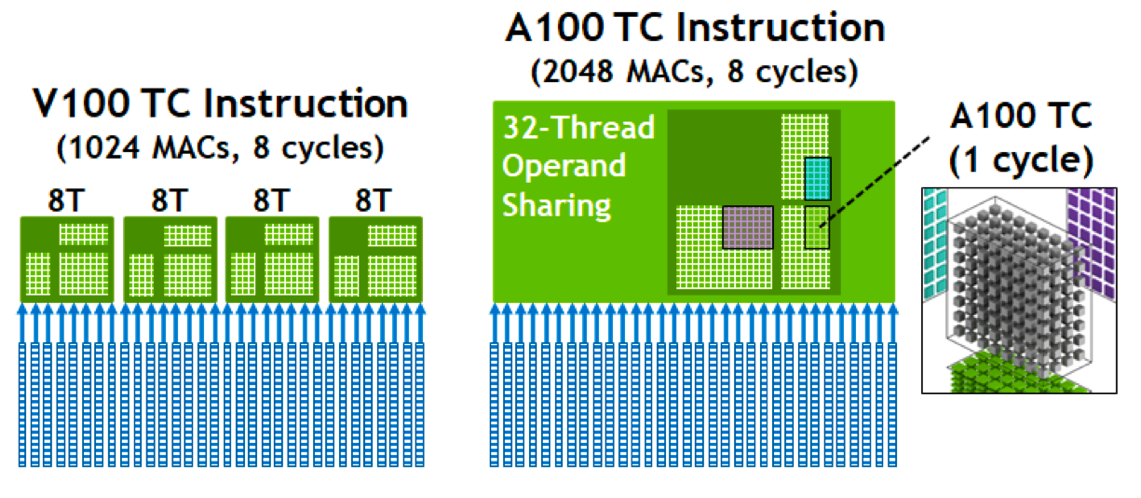 V100 TC Instruction
(1024 MACs, 8 cycles)
8T
8T
8T
8T
A100 TC Instruction
(2048 MACs, 8 cycles)
32-Thread
Operand
Sharing
A100 TC
(1 cycle)